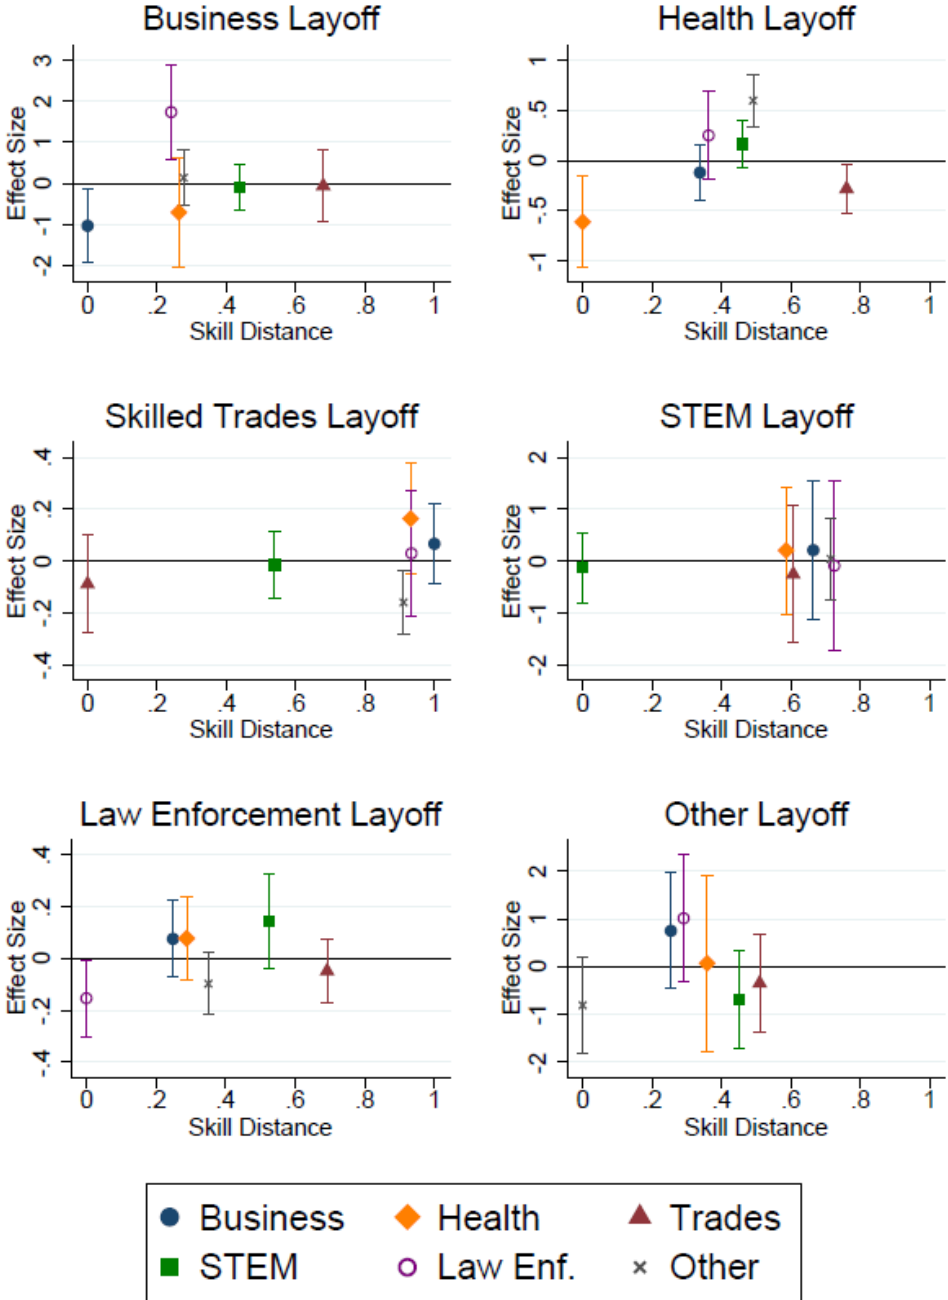 Business Layoff
Effect Size
3
2
1
0
-1
-2
0 .2 .4 .6 .8 1
Skill Distance
Health Layoff
Effect Size
1
.5
0
-.5
-1
0 .2 .4 .6 .8 1
Skill Distance
Skilled Trades Layoff
Effect Size
.4
.2
0
-.2
-.4
0 .2 .4 .6 .8 1
Skill Distance
STEM Layoff
Effect Size
2
1
0
-1
-2
0 .2 .4 .6 .8 1
Skill Distance
Law Enforcement Layoff
Effect Size
.4
.2
0
-.2
-.4
0 .2 .4 .6 .8 1
Skill Distance
Other Layoff
Effect Size
2
1
0
-1
-2
0 .2 .4 .6 .8 1
Skill Distance
Business Health Trades
STEM Law Enf. Other